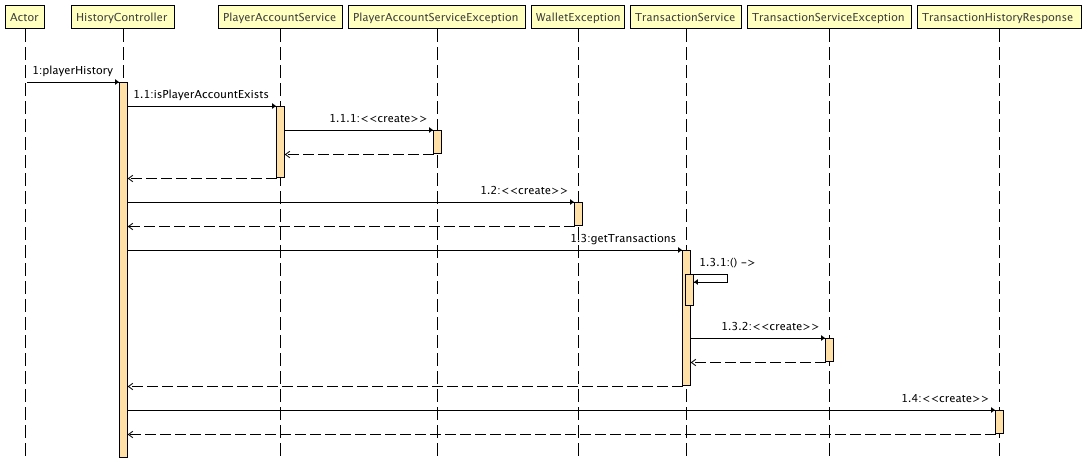 Actor
HistoryController
PlayerAccountService
PlayerAccountServiceException
WalletException
TransactionService
TransactionServiceException
TransactionHistoryResponse
1:playerHistory
1.1:isPlayerAccountExists
1.1.1:<<create>>
1.2:<<create>>
1.3:getTransactions
1.3.1:() ->
1.3.2:<<create>>
1.4:<<create>>